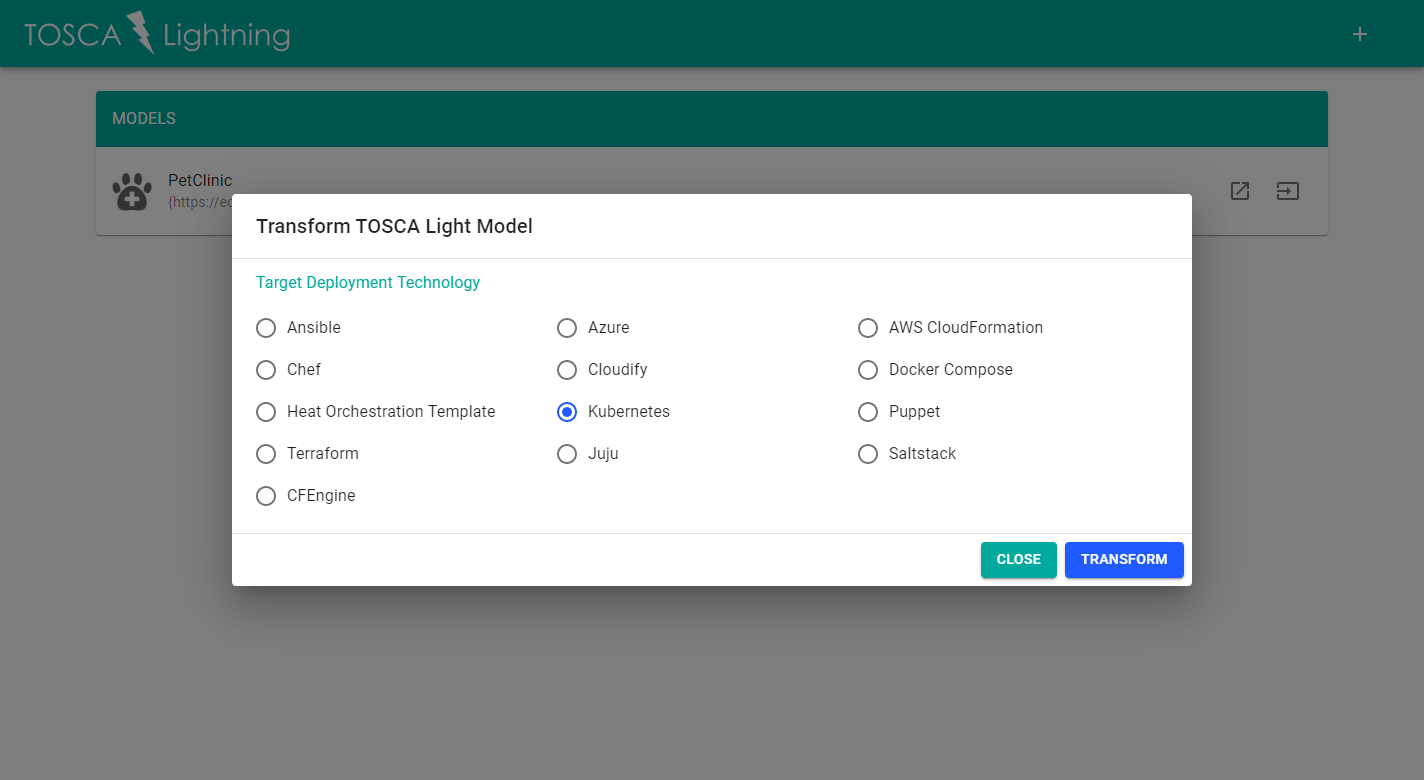 TOSCA Lightning
MODELS
PetClinic
{https://ec
Transform TOSCA Light Model
Target Deployment Technology
Ansible Azure AWS CloudFormation
Chef Cloudify Docker Compose
Heat Orchestration Template Kubernetes Puppet
Terraform Juju Saltstack
CFEngine
CLOSE TRANSFORM